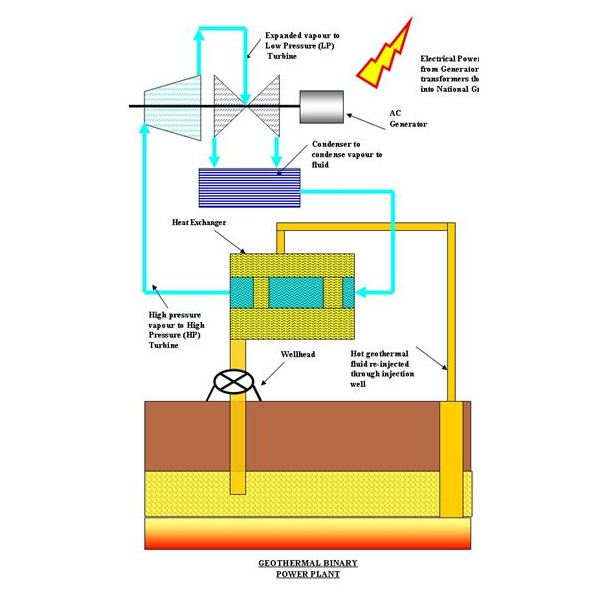 Expanded vapour to
Low Pressure (LP)
Turbine
Electrical Power
from Generator
transformers
into National
AC
Generator
Condenser to
condense vapour to
fluid
Heat Exchanger
High pressure
vapour to High
Pressure (HP)
Turbine
Wellhead
Hot geothermal
fluid re-injected
through injection
well
GEOTHERMAL BINARY
POWER PLANT